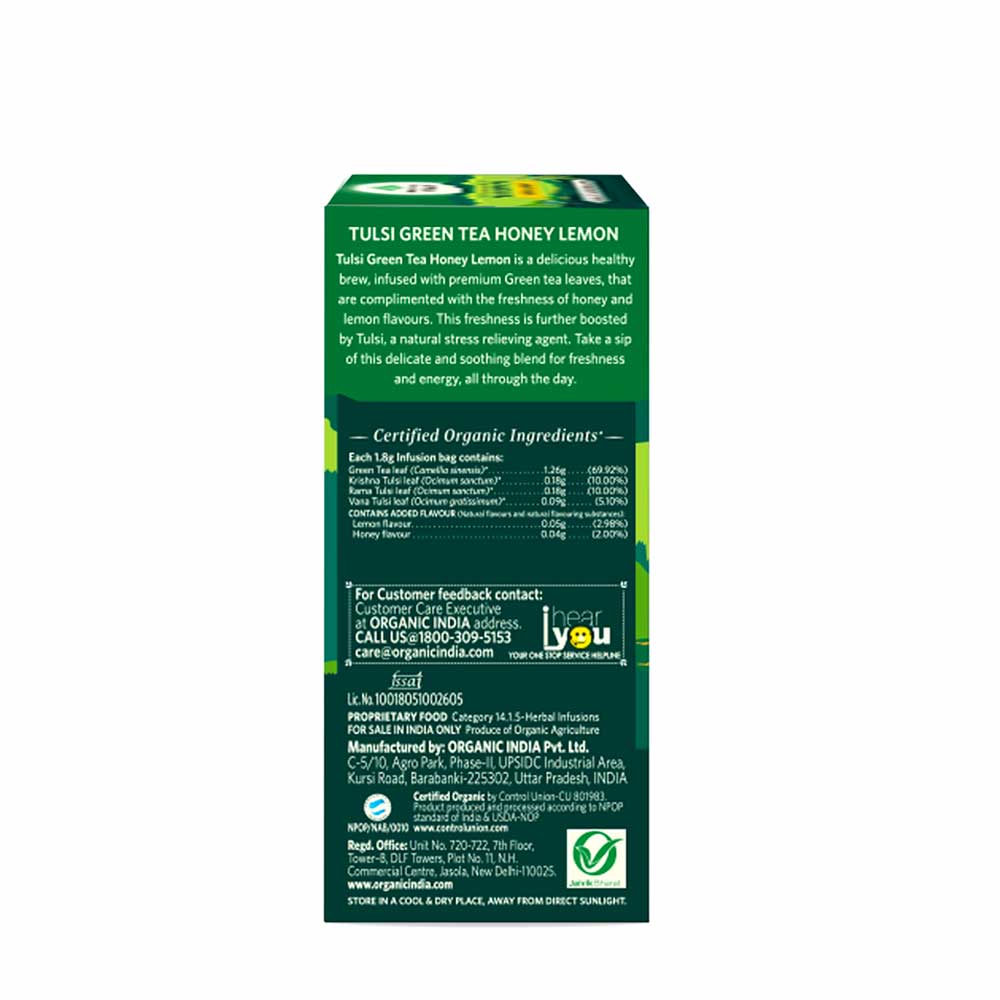 TULSI GREEN TEA HONEY LEMON
Tulsi Green Tea Honey Lemon is a delicious healthy
brew, infused with premium Green tea leaves, that
are complimented with the freshness of honey and
lemon flavours. This freshness is further boosted
by Tulsi, a natural stress relieving agent. Take a sip
of this delicate and soothing blend for freshness
and energy, all through the day.
Certified Organic Ingredients*
Each 1.8g Infusion bag contains:
Green Tea leaf (Camellia sinensis)*..................1.26g......(69.92%)
Krishna Tulsi leaf (Ocimum sanctum)*..........0.18g......(10.00%)
Rama Tulsi leaf (Ocimum sanctum)*............0.18g......(10.00%)
Vana Tulsi leaf (Ocimum gratissimum)*........0.09g......(5.10%)
CONTAINS ADDED FLAVOUR (Natural flavours and natural flavouring substances):
Lemon flavour..............................0.05g......(2.98%)
Honey flavour..............................0.04g......(2.00%)
For Customer feedback contact:
Customer Care Executive
at ORGANIC INDIA address.
CALL US@1800-309-5153
care@organicindia.com
i hear
you
YOUR ONE STOP SERVICE HELPLINE
fssai
Lic. No. 10018051002605
PROPRIETARY FOOD Category 14.1.5-Herbal Infusions
FOR SALE IN INDIA ONLY Produce of Organic Agriculture
Manufactured by: ORGANIC INDIA Pvt. Ltd.
C-5/10, Agro Park, Phase-II, UPSIDC Industrial Area,
Kursi Road, Barabanki-225302, Uttar Pradesh, INDIA
Certified Organic by Control Union-CU 801983.
Product produced and processed according to NPOP
standard of India & USDA-NOP
NPOP/NAB/0010 www.controlunion.com
Regd. Office: Unit No. 720-722, 7th Floor,
Tower-B, DLF Towers, Plot No. 11, N.H.
Commercial Centre, Jasola, New Delhi-110025.
www.organicindia.com
Jaivik Bharat
STORE IN A COOL & DRY PLACE, AWAY FROM DIRECT SUNLIGHT.